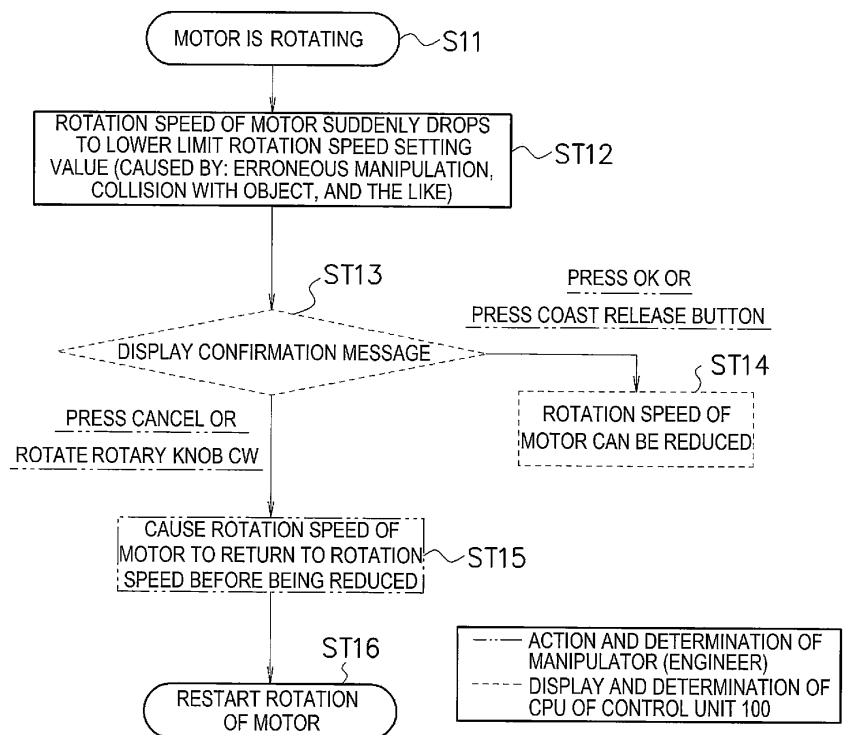 MOTOR IS ROTATING
S11
ROTATION SPEED OF MOTOR SUDDENLY DROPS
TO LOWER LIMIT ROTATION SPEED SETTING
VALUE (CAUSED BY: ERRONEOUS MANIPULATION,
COLLISION WITH OBJECT, AND THE LIKE)
ST12
ST13
DISPLAY CONFIRMATION MESSAGE
PRESS OK OR
PRESS COAST RELEASE BUTTON
ST14
ROTATION SPEED OF
MOTOR CAN BE REDUCED
PRESS CANCEL OR
ROTATE ROTARY KNOB CW
CAUSE ROTATION SPEED OF
MOTOR TO RETURN TO ROTATION
SPEED BEFORE BEING REDUCED
ST15
ST16
RESTART ROTATION
OF MOTOR
ACTION AND DETERMINATION OF
MANIPULATOR (ENGINEER)
DISPLAY AND DETERMINATION OF
CPU OF CONTROL UNIT 100